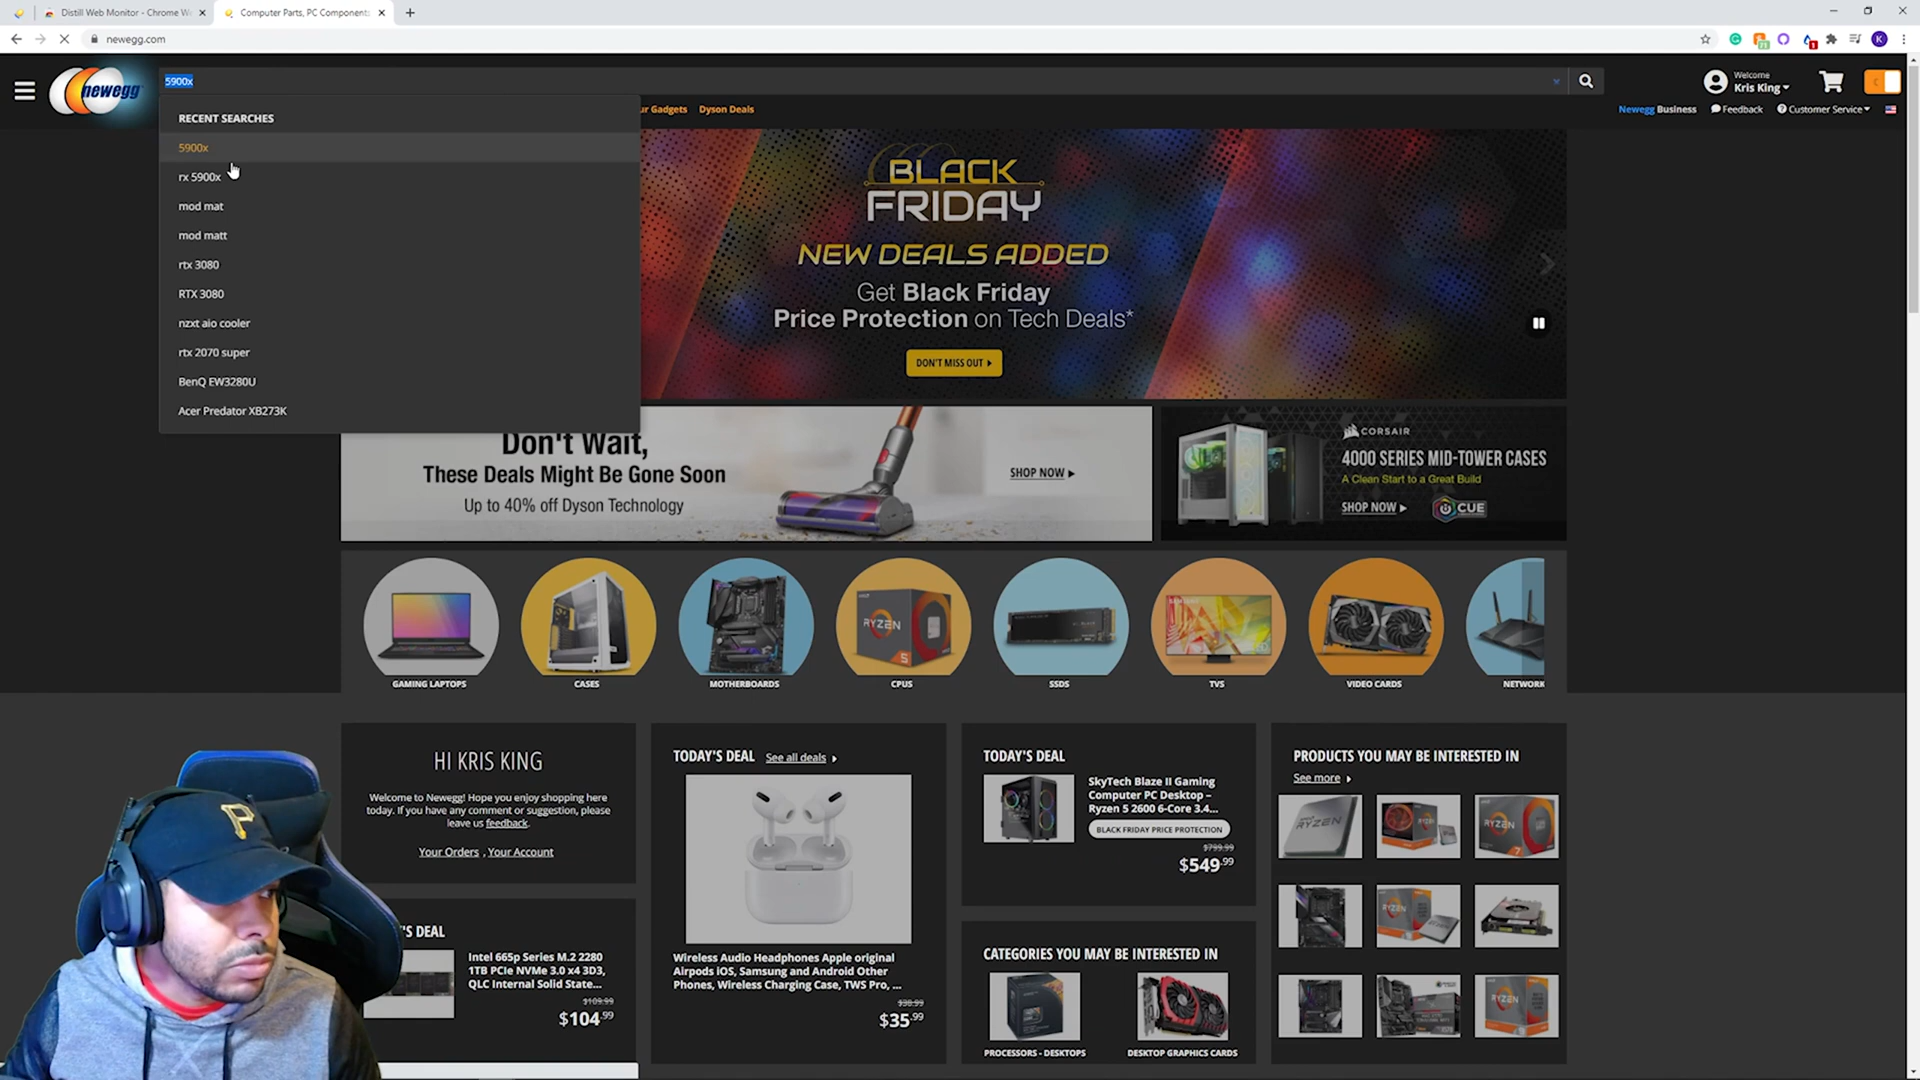 Distill Web Monitor - Chrome We
Computer Parts, PC Components
newegg.com
newegg
5900x
Welcome
Kris King
ur Gadgets
Dyson Deals
Newegg Business
Feedback
Customer Service
RECENT SEARCHES
5900x
rx 5900x
mod mat
mod matt
rtx 3080
RTX 3080
nzxt aio cooler
rtx 2070 super
BenQ EW3280U
Acer Predator XB273K
BLACK
FRIDAY
NEW DEALS ADDED
Get Black Friday
Price Protection on Tech Deals*
DON'T MISS OUT
Don't Wait,
These Deals Might Be Gone Soon
Up to 40% off Dyson Technology
SHOP NOW
CORSAIR
4000 SERIES MID-TOWER CASES
A Clean Start to a Great Build
SHOP NOW
iCUE
RYZEN
5
GAMING LAPTOPS
CASES
MOTHERBOARDS
CPUS
SSDS
TVS
VIDEO CARDS
NETWORK
HI KRIS KING
Welcome to Newegg! Hope you enjoy shopping here
today. If you have any comment or suggestion, please
leave us feedback.
Your Orders , Your Account
'S DEAL
Intel 665p Series M.2 2280
1TB PCIe NVMe 3.0 x4 3D3,
QLC Internal Solid State...
$109.99
$104.99
TODAY'S DEAL
See all deals
Wireless Audio Headphones Apple original
Airpods iOS, Samsung and Android Other
Phones, Wireless Charging Case, TWS Pro, ...
$38.99
$35.99
TODAY'S DEAL
SkyTech Blaze II Gaming
Computer PC Desktop –
Ryzen 5 2600 6-Core 3.4...
BLACK FRIDAY PRICE PROTECTION
$799.99
$549.99
CATEGORIES YOU MAY BE INTERESTED IN
PROCESSORS - DESKTOPS
DESKTOP GRAPHICS CARDS
PRODUCTS YOU MAY BE INTERESTED IN
See more
RYZEN
RYZEN
7
RYZEN
P